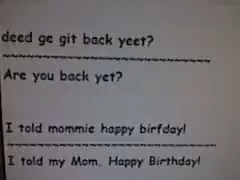 deed ge git back yeet?
Are you back yet?
I told mommie happy birfday!
I told my Mom, Happy Birthday!